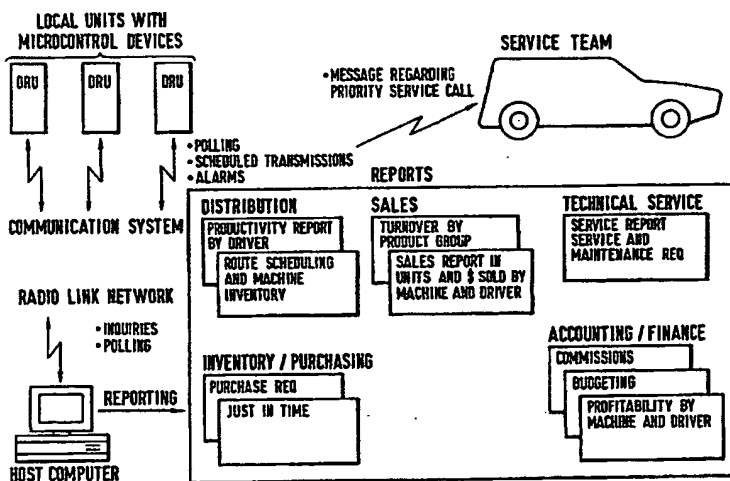 LOCAL UNITS WITH
MICROCONTROL DEVICES
DRU
DRU
DRU
SERVICE TEAM
•MESSAGE REGARDING
PRIORITY SERVICE CALL
•POLLING
•SCHEDULED TRANSMISSIONS
•ALARMS
COMMUNICATION SYSTEM
RADIO LINK NETWORK
•INQUIRIES
•POLLING
REPORTING
HOST COMPUTER
REPORTS
DISTRIBUTION
PRODUCTIVITY REPORT
BY DRIVER
ROUTE SCHEDULING
AND MACHINE
INVENTORY
SALES
TURNOVER BY
PRODUCT GROUP
SALES REPORT IN
UNITS AND $ SOLD BY
MACHINE AND DRIVER
TECHNICAL SERVICE
SERVICE REPORT
SERVICE AND
MAINTENANCE REQ
INVENTORY / PURCHASING
PURCHASE REQ
JUST IN TIME
ACCOUNTING / FINANCE
COMMISSIONS
BUDGETING
PROFITABILITY BY
MACHINE AND DRIVER